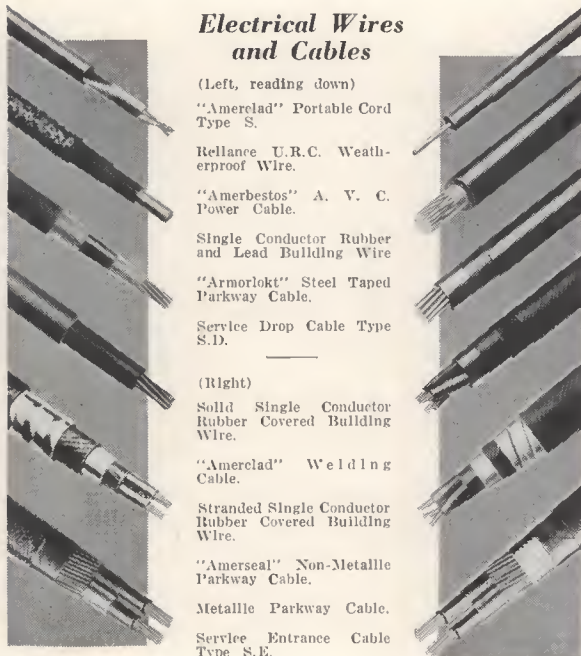 Electrical Wires
and Cables
(Left, reading down)
"Amerclad" Portable Cord
Type S.
Reliance U.R.C. Weath-
erproof Wire.
"Amerbestos" A. V. C.
Power Cable.
Single Conductor Rubber
and Lead Building Wire
"Armorlokt" Steel Taped
Parkway Cable.
Service Drop Cable Type
S.D.
(Right)
Solid Single Conductor
Rubber Covered Building
Wire.
"Amerclad" Welding
Cable.
Stranded Single Conductor
Rubber Covered Building
Wire.
"Amerseal" Non-Metallic
Parkway Cable.
Metallic Parkway Cable.
Service Entrance Cable
Type S.E.